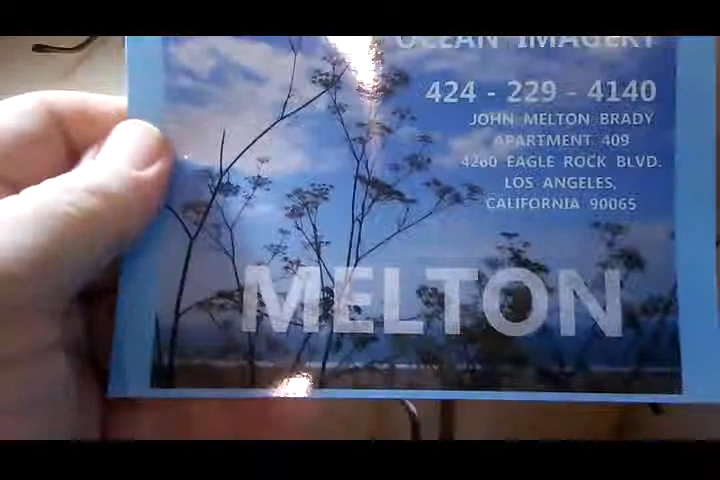 OCEAN IMAGERY
424 - 229 - 4140
JOHN MELTON BRADY
APARTMENT 409
4260 EAGLE ROCK BLVD.
LOS ANGELES,
CALIFORNIA 90065
MELTON